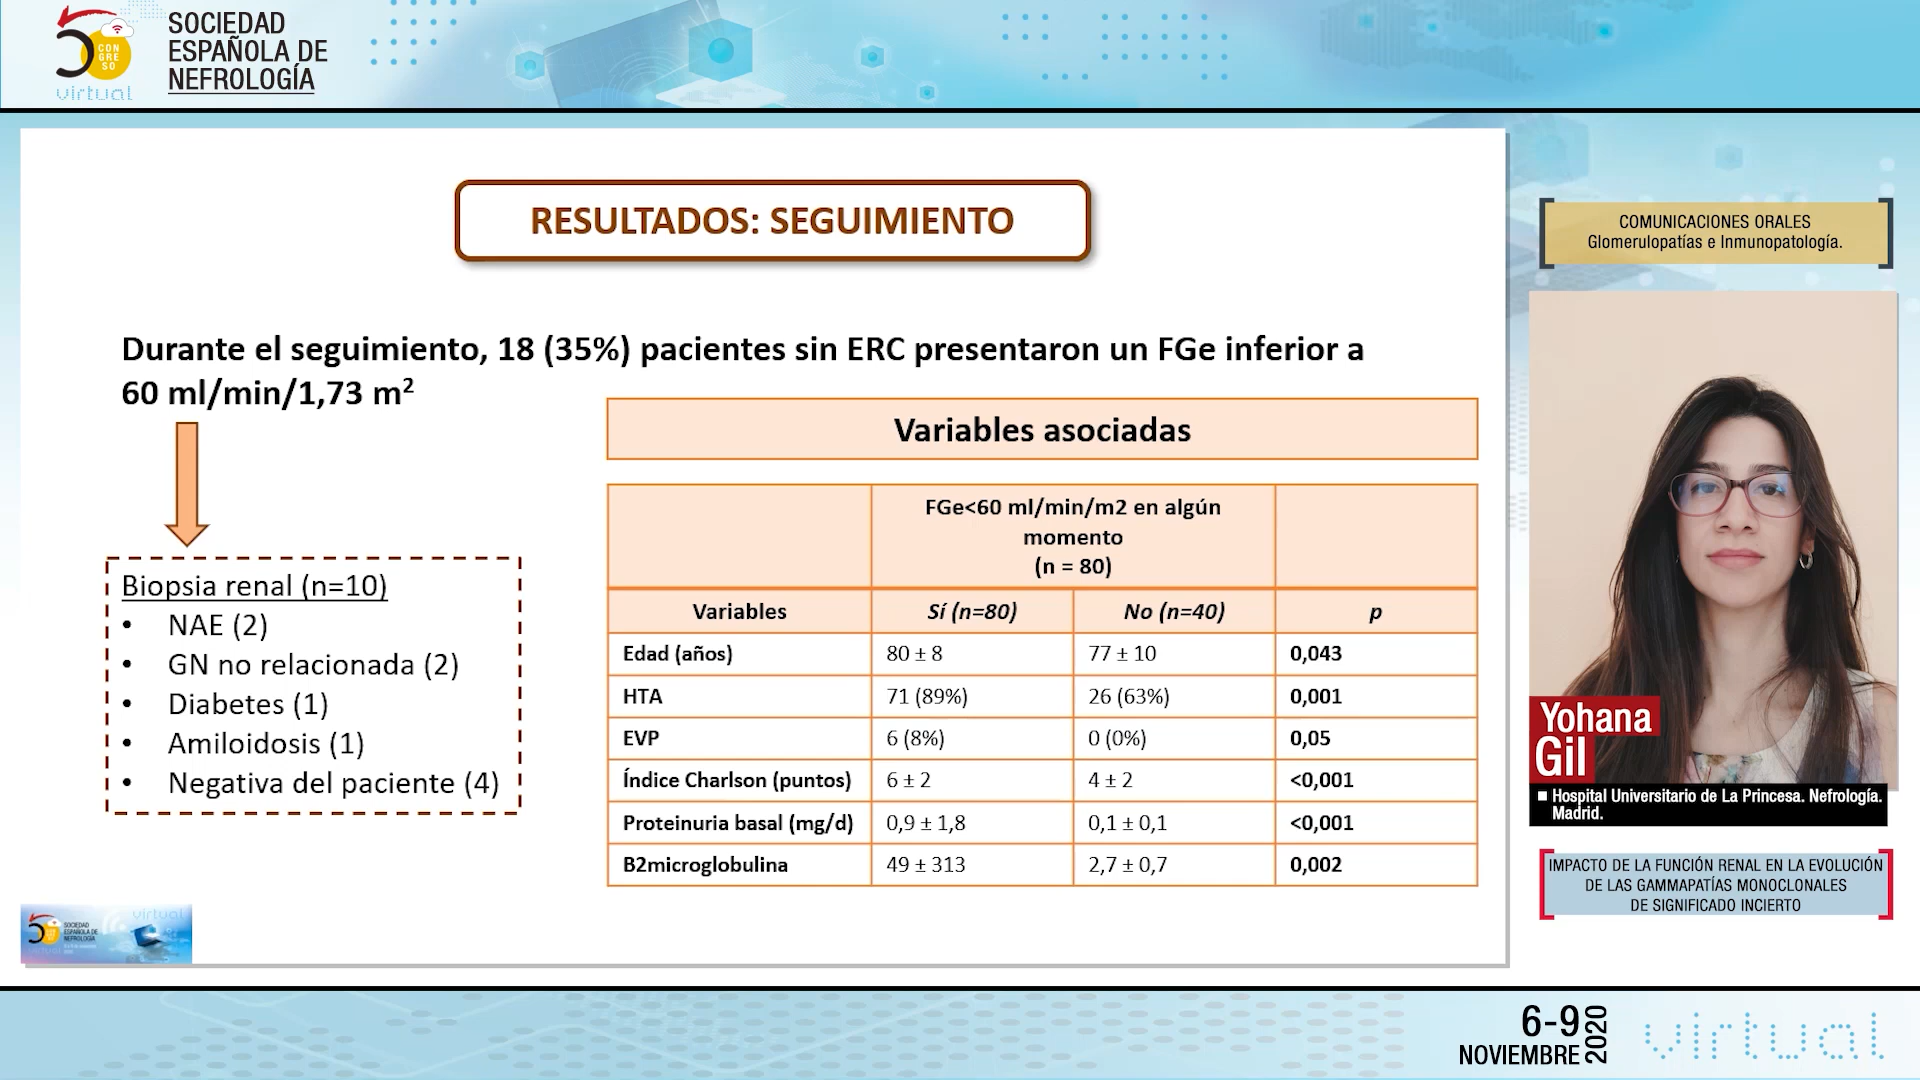 CON
GRE
SO
virtual
SOCIEDAD
ESPAÑOLA DE
NEFROLOGÍA
RESULTADOS: SEGUIMIENTO
Durante el seguimiento, 18 (35%) pacientes sin ERC presentaron un FGe inferior a
60 ml/min/1,73 m²
Biopsia renal (n=10)
• NAE (2)
• GN no relacionada (2)
• Diabetes (1)
• Amiloidosis (1)
• Negativa del paciente (4)
Variables asociadas
FGe<60 ml/min/m2 en algún
momento
(n = 80)
Variables Sí (n=80) No (n=40) p
Edad (años) 80 ± 8 77 ± 10 0,043
HTA 71 (89%) 26 (63%) 0,001
EVP 6 (8%) 0 (0%) 0,05
Índice Charlson (puntos) 6 ± 2 4 ± 2 <0,001
Proteinuria basal (mg/d) 0,9 ± 1,8 0,1 ± 0,1 <0,001
B2microglobulina 49 ± 313 2,7 ± 0,7 0,002
SOCIEDAD
ESPAÑOLA DE
NEFROLOGÍA
virtual
COMUNICACIONES ORALES
Glomerulopatías e Inmunopatología.
Yohana
Gil
■ Hospital Universitario de La Princesa. Nefrología.
Madrid.
IMPACTO DE LA FUNCIÓN RENAL EN LA EVOLUCIÓN
DE LAS GAMMAPATÍAS MONOCLONALES
DE SIGNIFICADO INCIERTO
6-9
NOVIEMBRE
2020
virtual